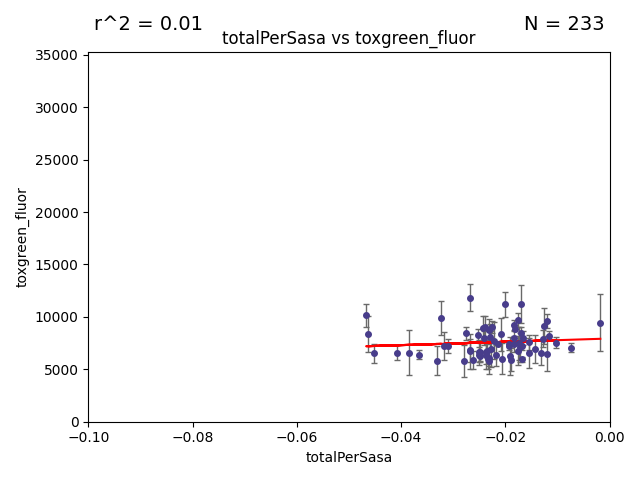 r^2 = 0.01
N = 233
totalPerSasa vs toxgreen_fluor
35000
30000
25000
20000
15000
10000
5000
0
toxgreen_fluor
−0.10
−0.08
−0.06
−0.04
−0.02
0.00
totalPerSasa